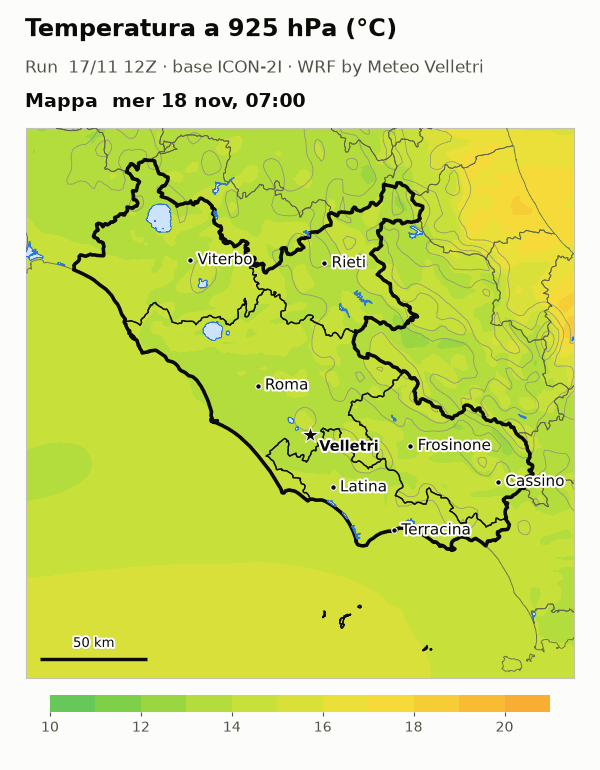 Temperatura a 925 hPa (°C)
Run 17/11 12Z · base ICON-2I · WRF by Meteo Velletri
Mappa mer 18 nov, 07:00
Viterbo
Rieti
Roma
Velletri
Frosinone
Latina
Cassino
Terracina
50 km
10 12 14 16 18 20